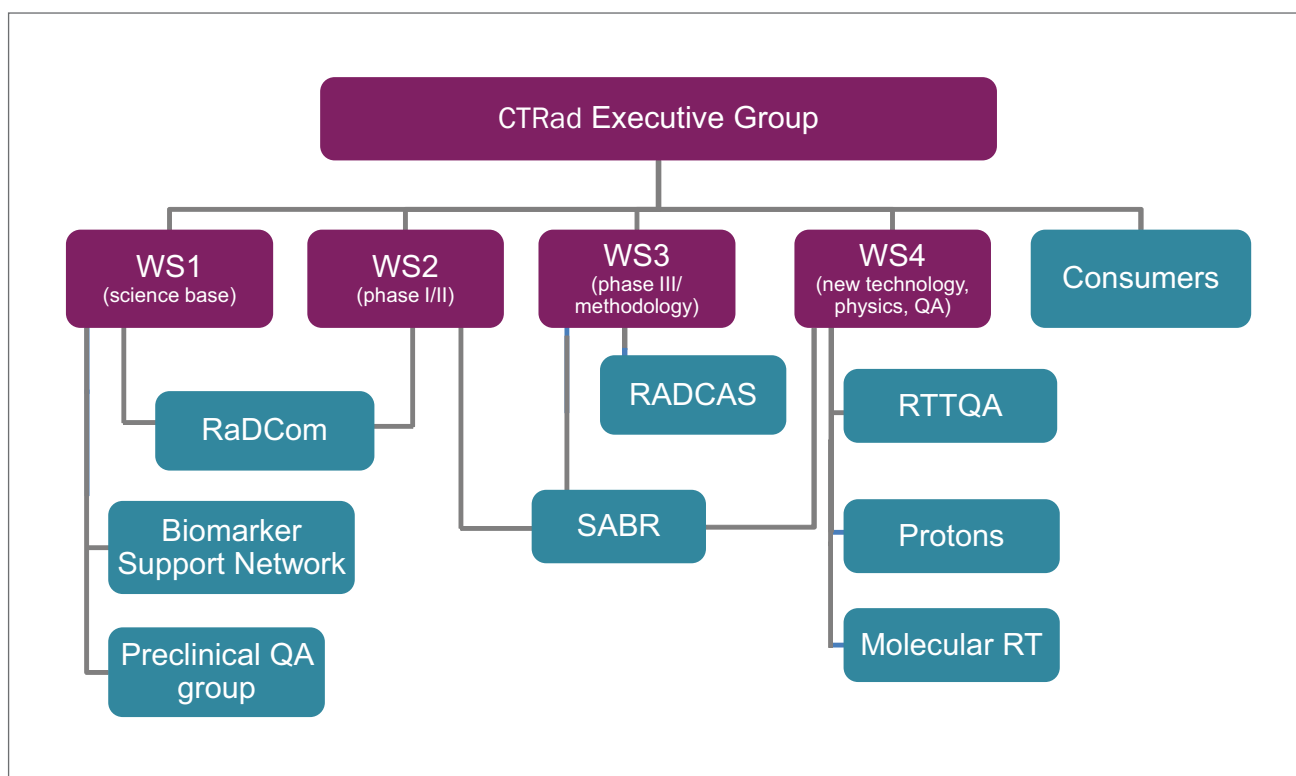 CTRad Executive Group
WS1
(science base)
WS2
(phase I/II)
WS3
(phase III/
methodology)
WS4
(new technology,
physics, QA)
Consumers
RADCAS
RTTQA
RaDCom
SABR
Biomarker
Support Network
Protons
Preclinical QA
group
Molecular RT